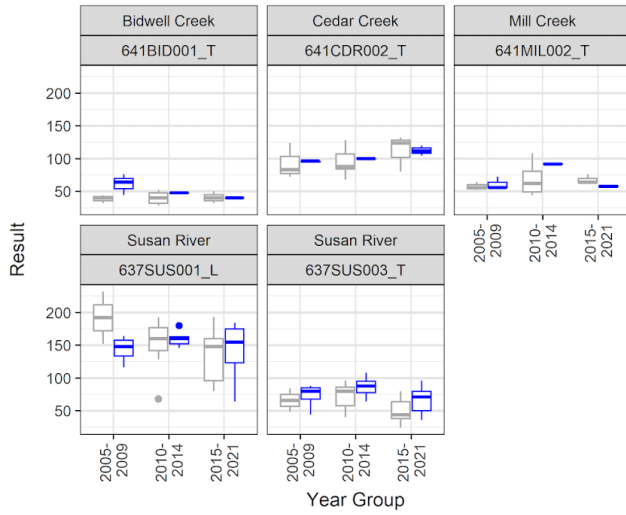 Bidwell Creek
Cedar Creek
Mill Creek
641BID001_T
641CDR002_T
641MIL002_T
200
150
100
50
2005-
2009
2010-
2014
2015-
2021
Susan River
Susan River
637SUS001_L
637SUS003_T
200
150
100
50
2005-
2009
2010-
2014
2015-
2021
2005-
2009
2010-
2014
2015-
2021
Result
Year Group